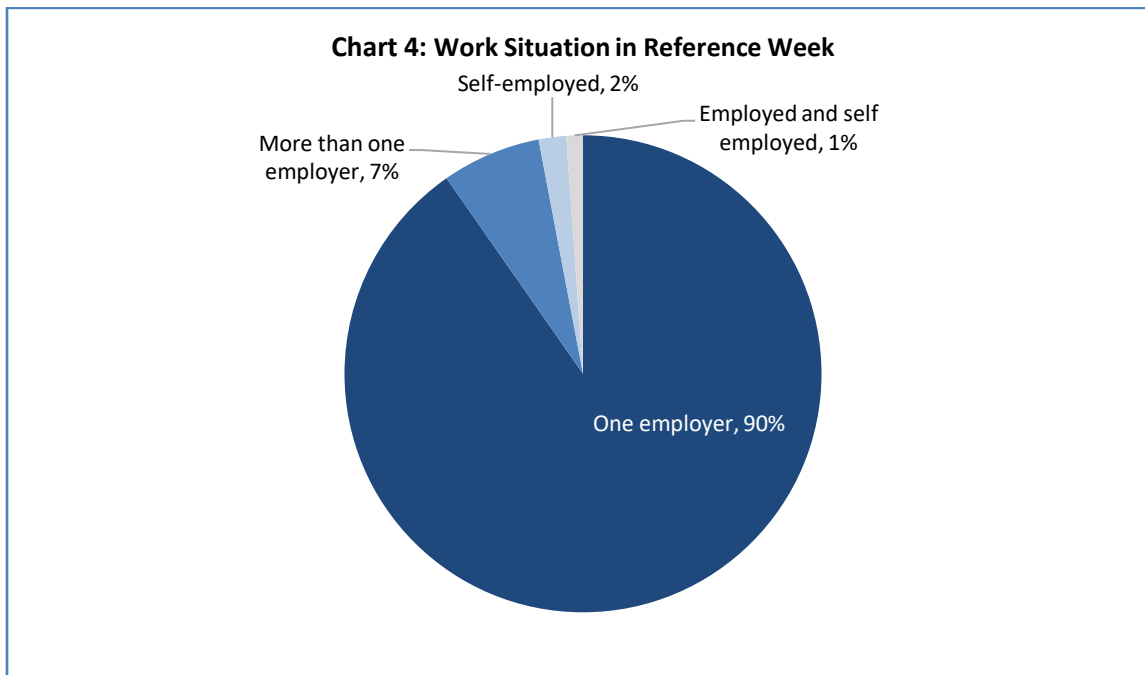 Chart 4: Work Situation in Reference Week
Self-employed, 2%
Employed and self
employed, 1%
More than one
employer, 7%
One employer, 90%